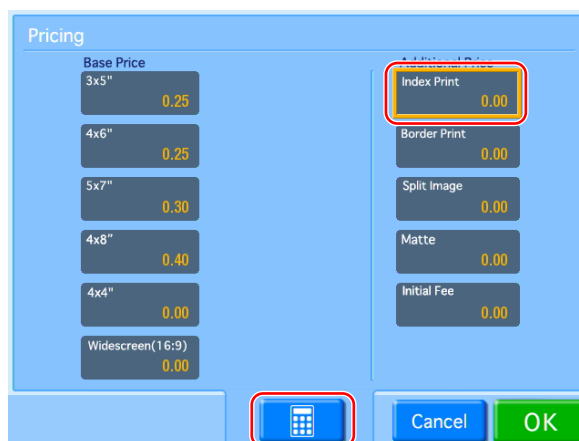 Pricing
Base Price
3x5"
0.25
4x6"
0.25
5x7"
0.30
4x8"
0.40
4x4"
0.00
Widescreen(16:9)
0.00
Additional Price
Index Print
0.00
Border Print
0.00
Split Image
0.00
Matte
0.00
Initial Fee
0.00
Cancel
OK